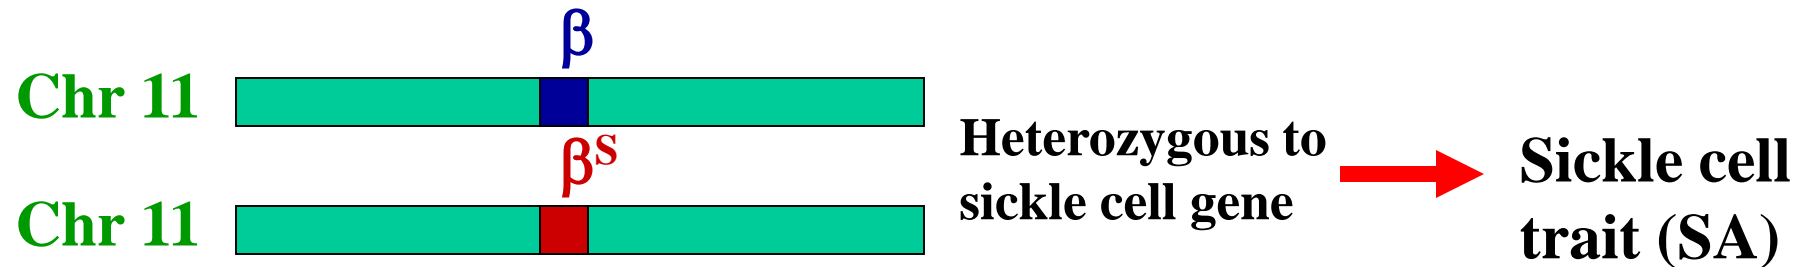 β
Chr 11
βS
Chr 11
Heterozygous to
sickle cell gene
Sickle cell
trait (SA)